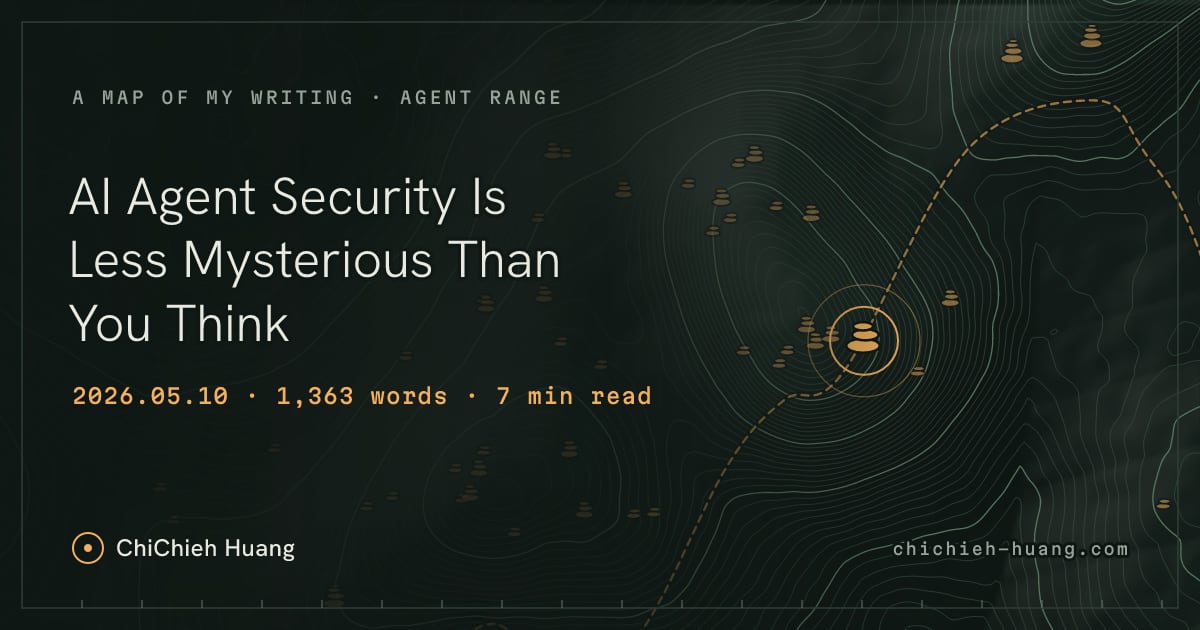 A MAP OF MY WRITING · AGENT RANGE
AI Agent Security Is
Less Mysterious Than
You Think
2026.05.10 · 1,363 words · 7 min read
ChiChieh Huang
chichieh-huang.com